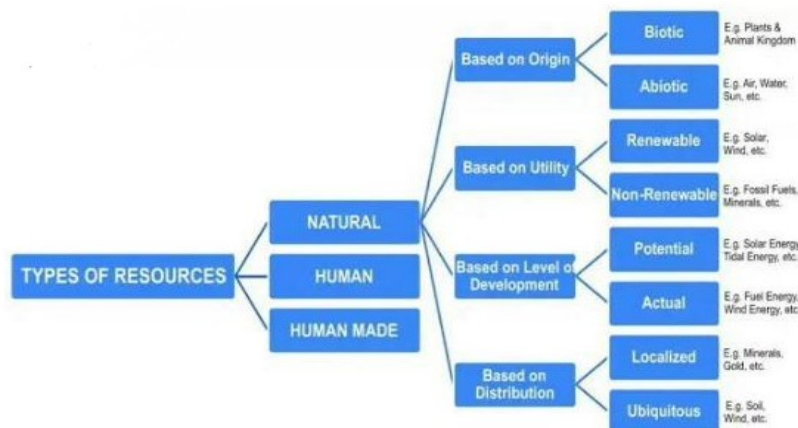 TYPES OF RESOURCES
NATURAL
HUMAN
HUMAN MADE
Based on Origin
Biotic
E.g. Plants &
Animal Kingdom
Abiotic
E.g. Air, Water,
Sun, etc.
Based on Utility
Renewable
E.g. Solar,
Wind, etc.
Non-Renewable
E.g. Fossil Fuels,
Minerals, etc.
Based on Level of
Development
Potential
E.g. Solar Energy
Tidal Energy, etc.
Actual
E.g. Fuel Energy,
Wind Energy, etc
Based on
Distribution
Localized
E.g. Minerals,
Gold, etc.
Ubiquitous
E.g. Soil,
Wind, etc.